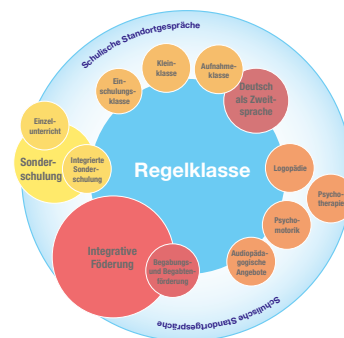 Schulische Standortgespräche
Klein-
klasse
Aufnahme-
klasse
Ein-
schulungs-
klasse
Deutsch
als Zweit-
sprache
Einzel-
unterricht
Sonder-
schulung
Integrierte
Sonder-
schulung
Regelklasse
Logopädie
Psycho-
therapie
Psycho-
motorik
Audiopäda-
gogische
Angebote
Integrative
Föderung
Begabungs-
und Begabten-
förderung
Schulische Standortgespräche